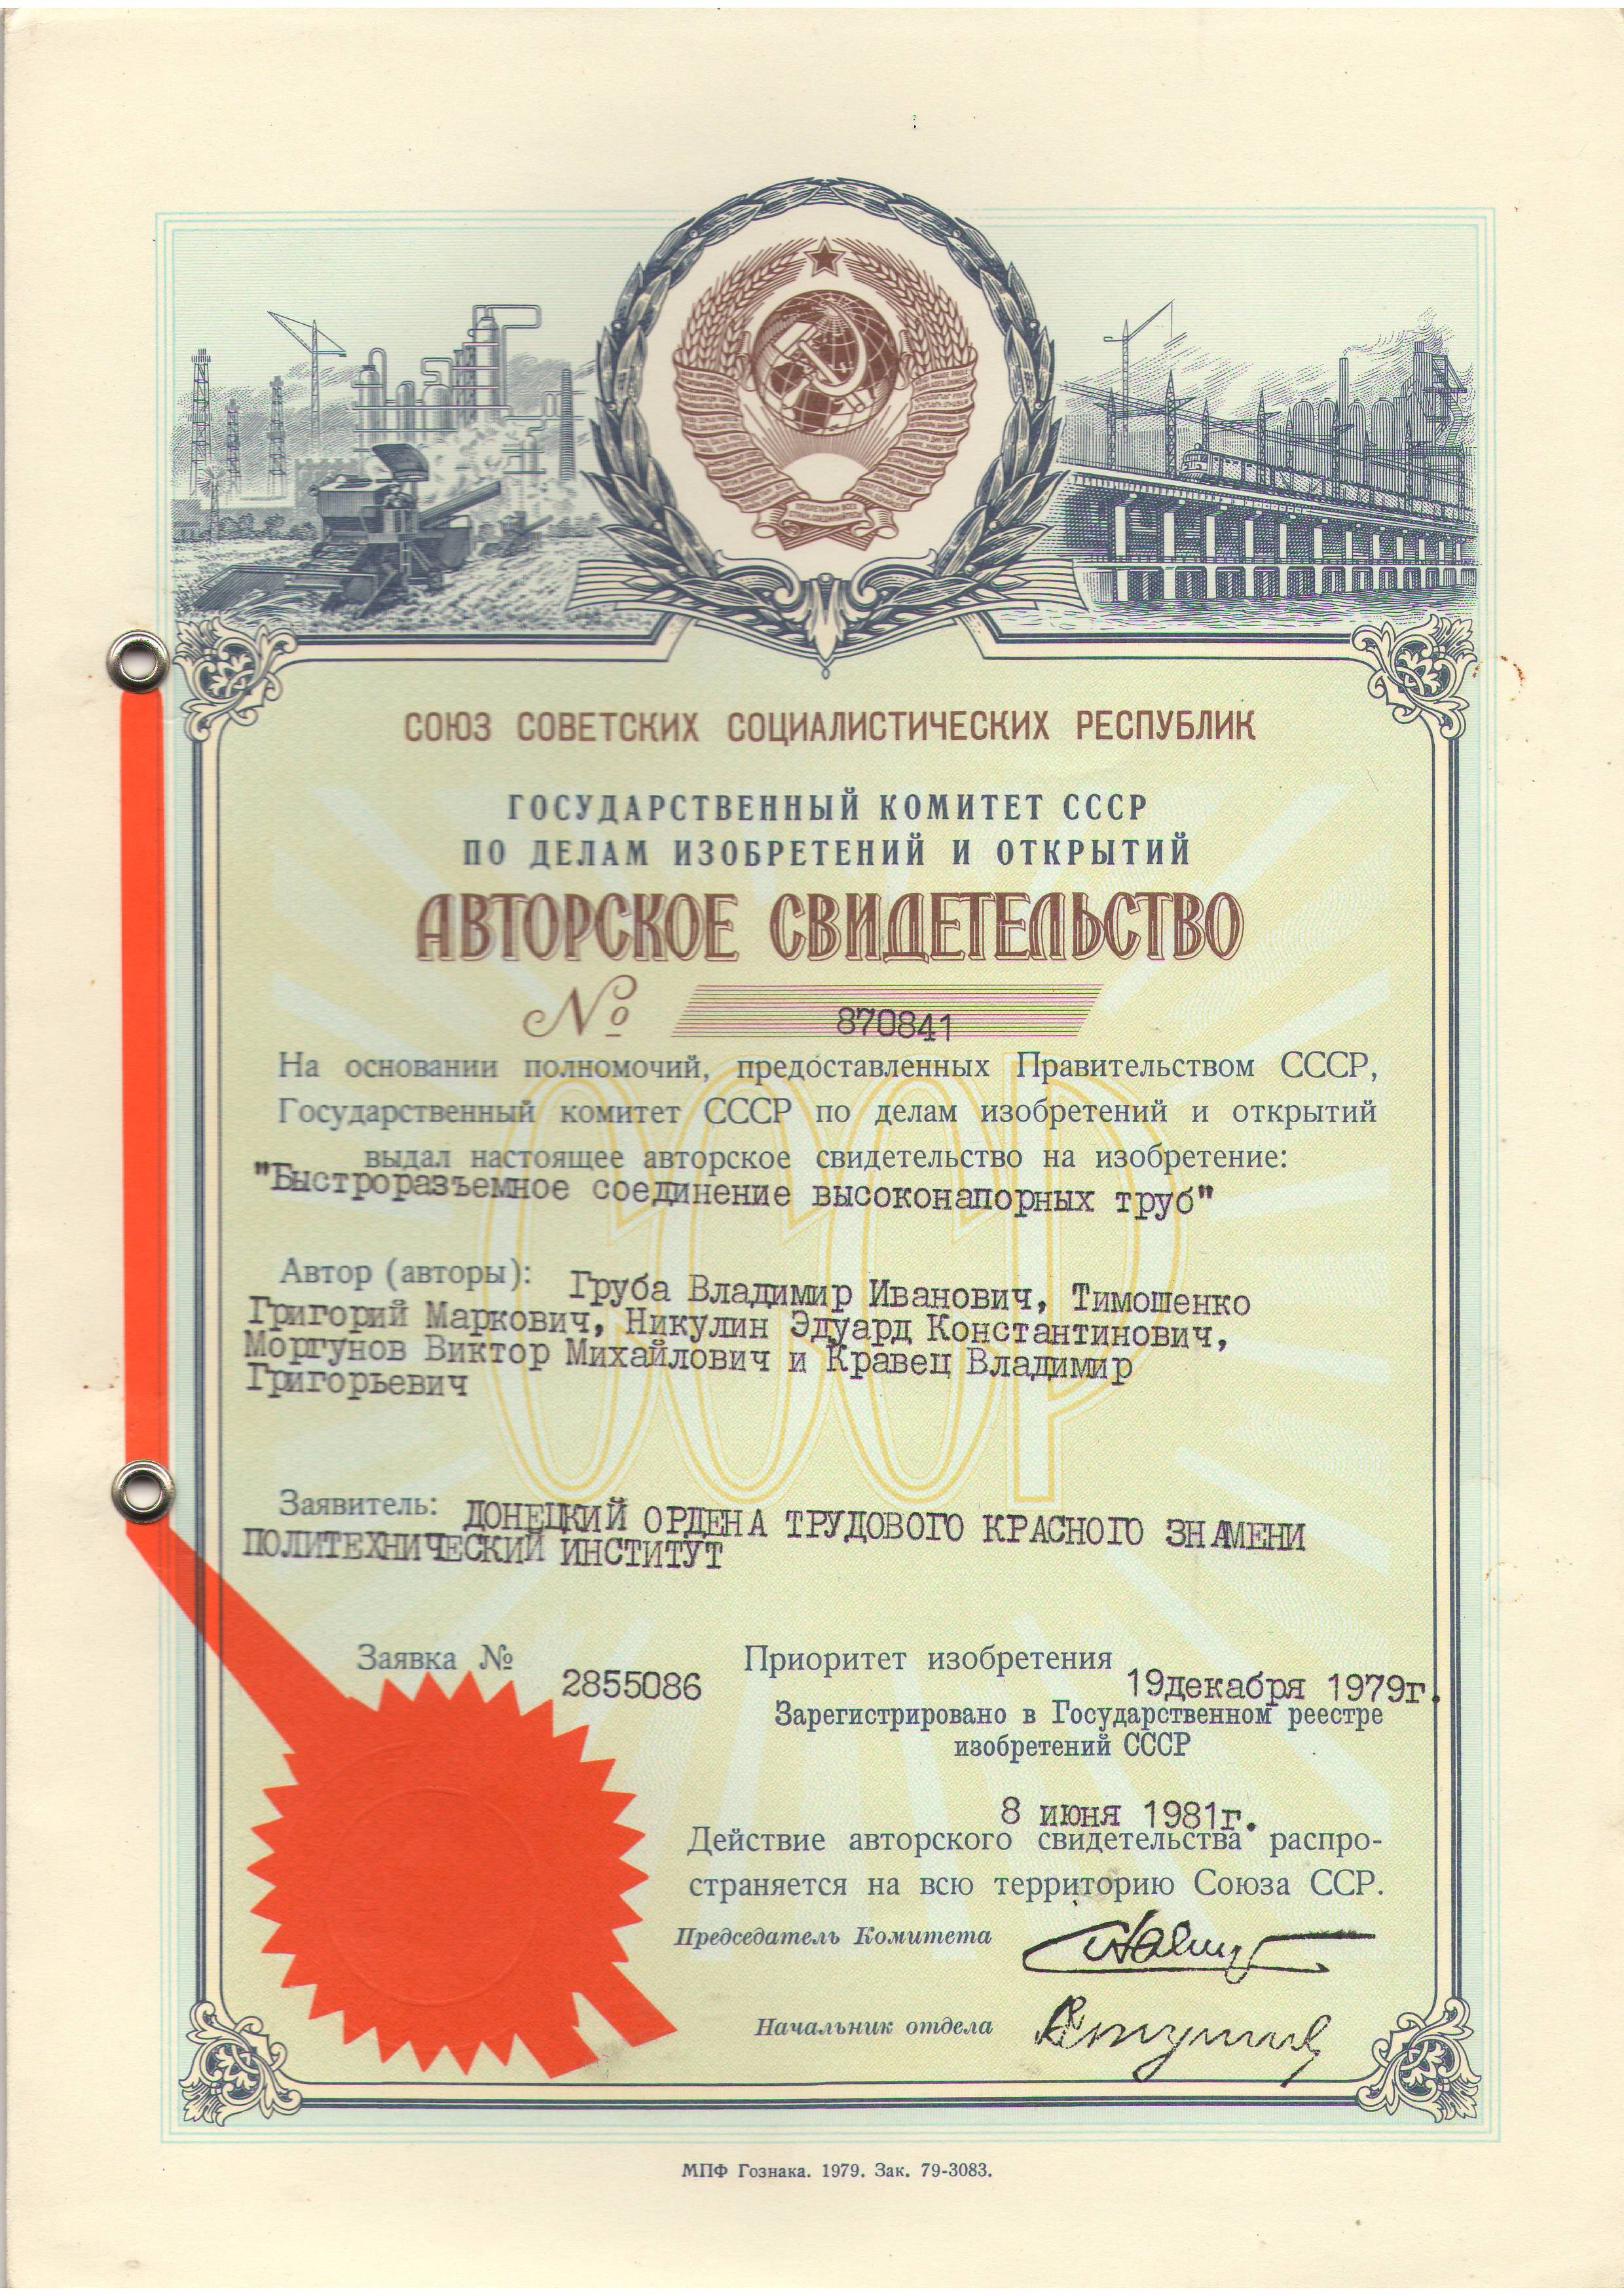 СОЮЗ СОВЕТСКИХ СОЦИАЛИСТИЧЕСКИХ РЕСПУБЛИК
ГОСУДАРСТВЕННЫЙ КОМИТЕТ СССР
ПО ДЕЛАМ ИЗОБРЕТЕНИЙ И ОТКРЫТИЙ
АВТОРСКОЕ СВИДЕТЕЛЬСТВО
№ 870841
На основании полномочий, предоставленных Правительством СССР,
Государственный комитет СССР по делам изобретений и открытий
выдал настоящее авторское свидетельство на изобретение:
"Быстроразъемное соединение высоконапорных труб"
Автор (авторы): Груба Владимир Иванович, Тимошенко
Григорий Маркович, Никулин Эдуард Константинович,
Моргунов Виктор Михайлович и Кравец Владимир
Григорьевич
СССР
Заявитель: ДОНЕЦКИЙ ОРДЕНА ТРУДОВОГО КРАСНОГО ЗНАМЕНИ
ПОЛИТЕХНИЧЕСКИЙ ИНСТИТУТ
Заявка № 2855086 Приоритет изобретения 19декабря 1979г.
Зарегистрировано в Государственном реестре
изобретений СССР
8 июня 1981г.
Действие авторского свидетельства распро-
страняется на всю территорию Союза ССР.
Председатель Комитета
Начальник отдела
МПФ Гознака. 1979. Зак. 79-3083.